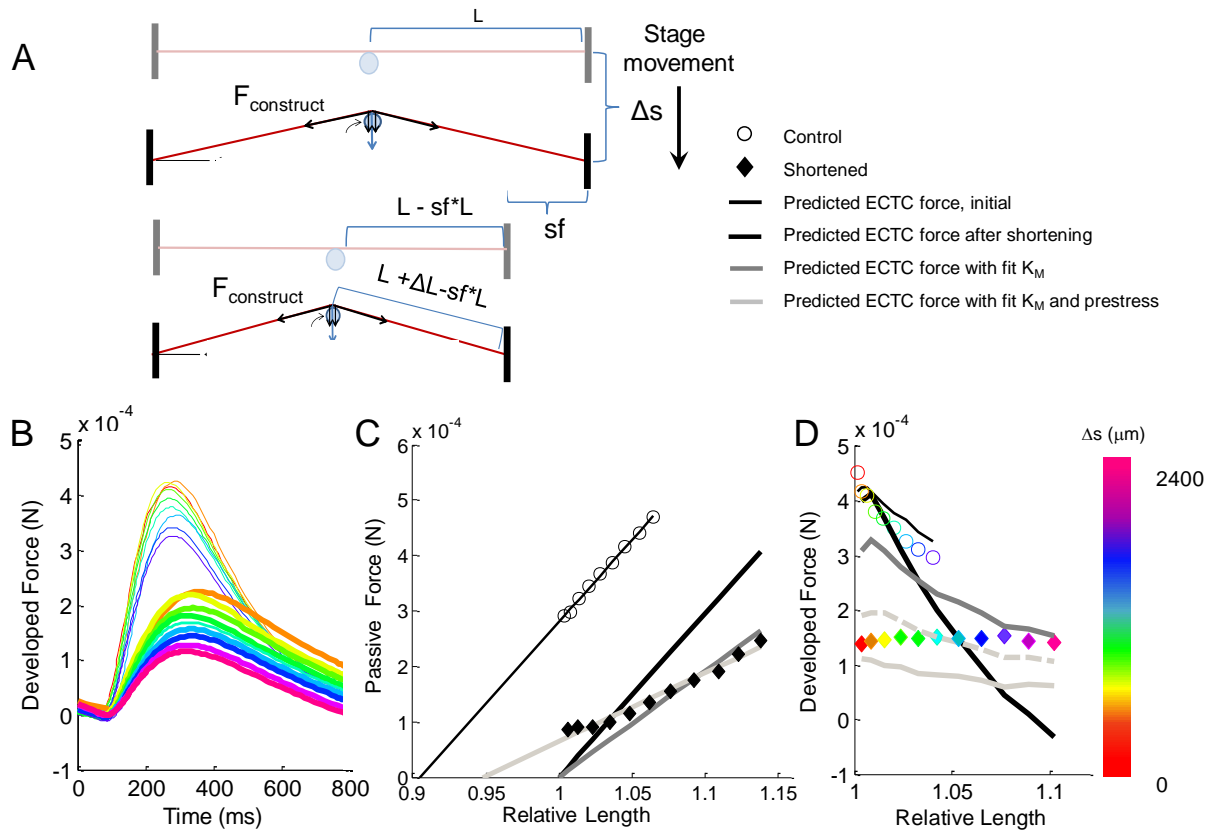 A
L
Stage
movement
Δs
F construct
sf
L - sf*L
L +ΔL-sf*L
F construct
Control
Shortened
Predicted ECTC force, initial
Predicted ECTC force after shortening
Predicted ECTC force with fit K M
Predicted ECTC force with fit K M and prestress
B
x 10 -4
5
4
3
2
1
0
-1
0 200 400 600 800
Developed Force (N)
Time (ms)
C
x 10 -4
6
5
4
3
2
1
0
0.9 0.95 1 1.05 1.1 1.15
Passive Force (N)
Relative Length
D
x 10 -4
5
4
3
2
1
0
-1
1 1.05 1.1
Developed Force (N)
Relative Length
Δs (μm)
2400
0